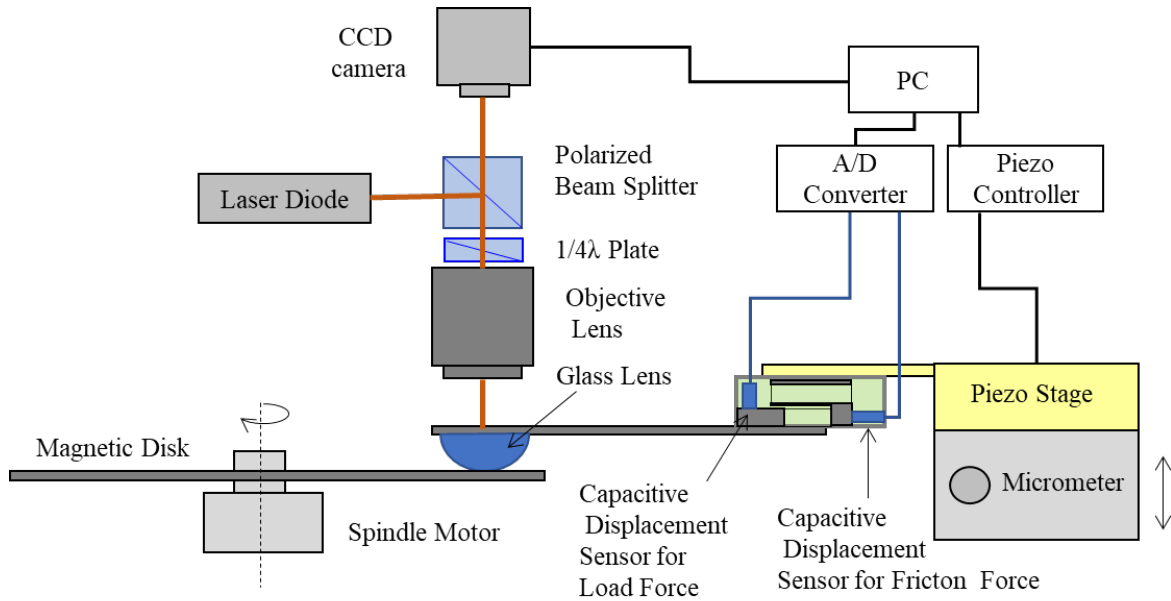 CCD
camera
PC
Polarized
Beam Splitter
A/D
Converter
Piezo
Controller
Laser Diode
1/4λ Plate
Objective
Lens
Glass Lens
Piezo Stage
Magnetic Disk
Micrometer
Spindle Motor
Capacitive
Displacement
Sensor for
Load Force
Capacitive
Displacement
Sensor for Fricton Force